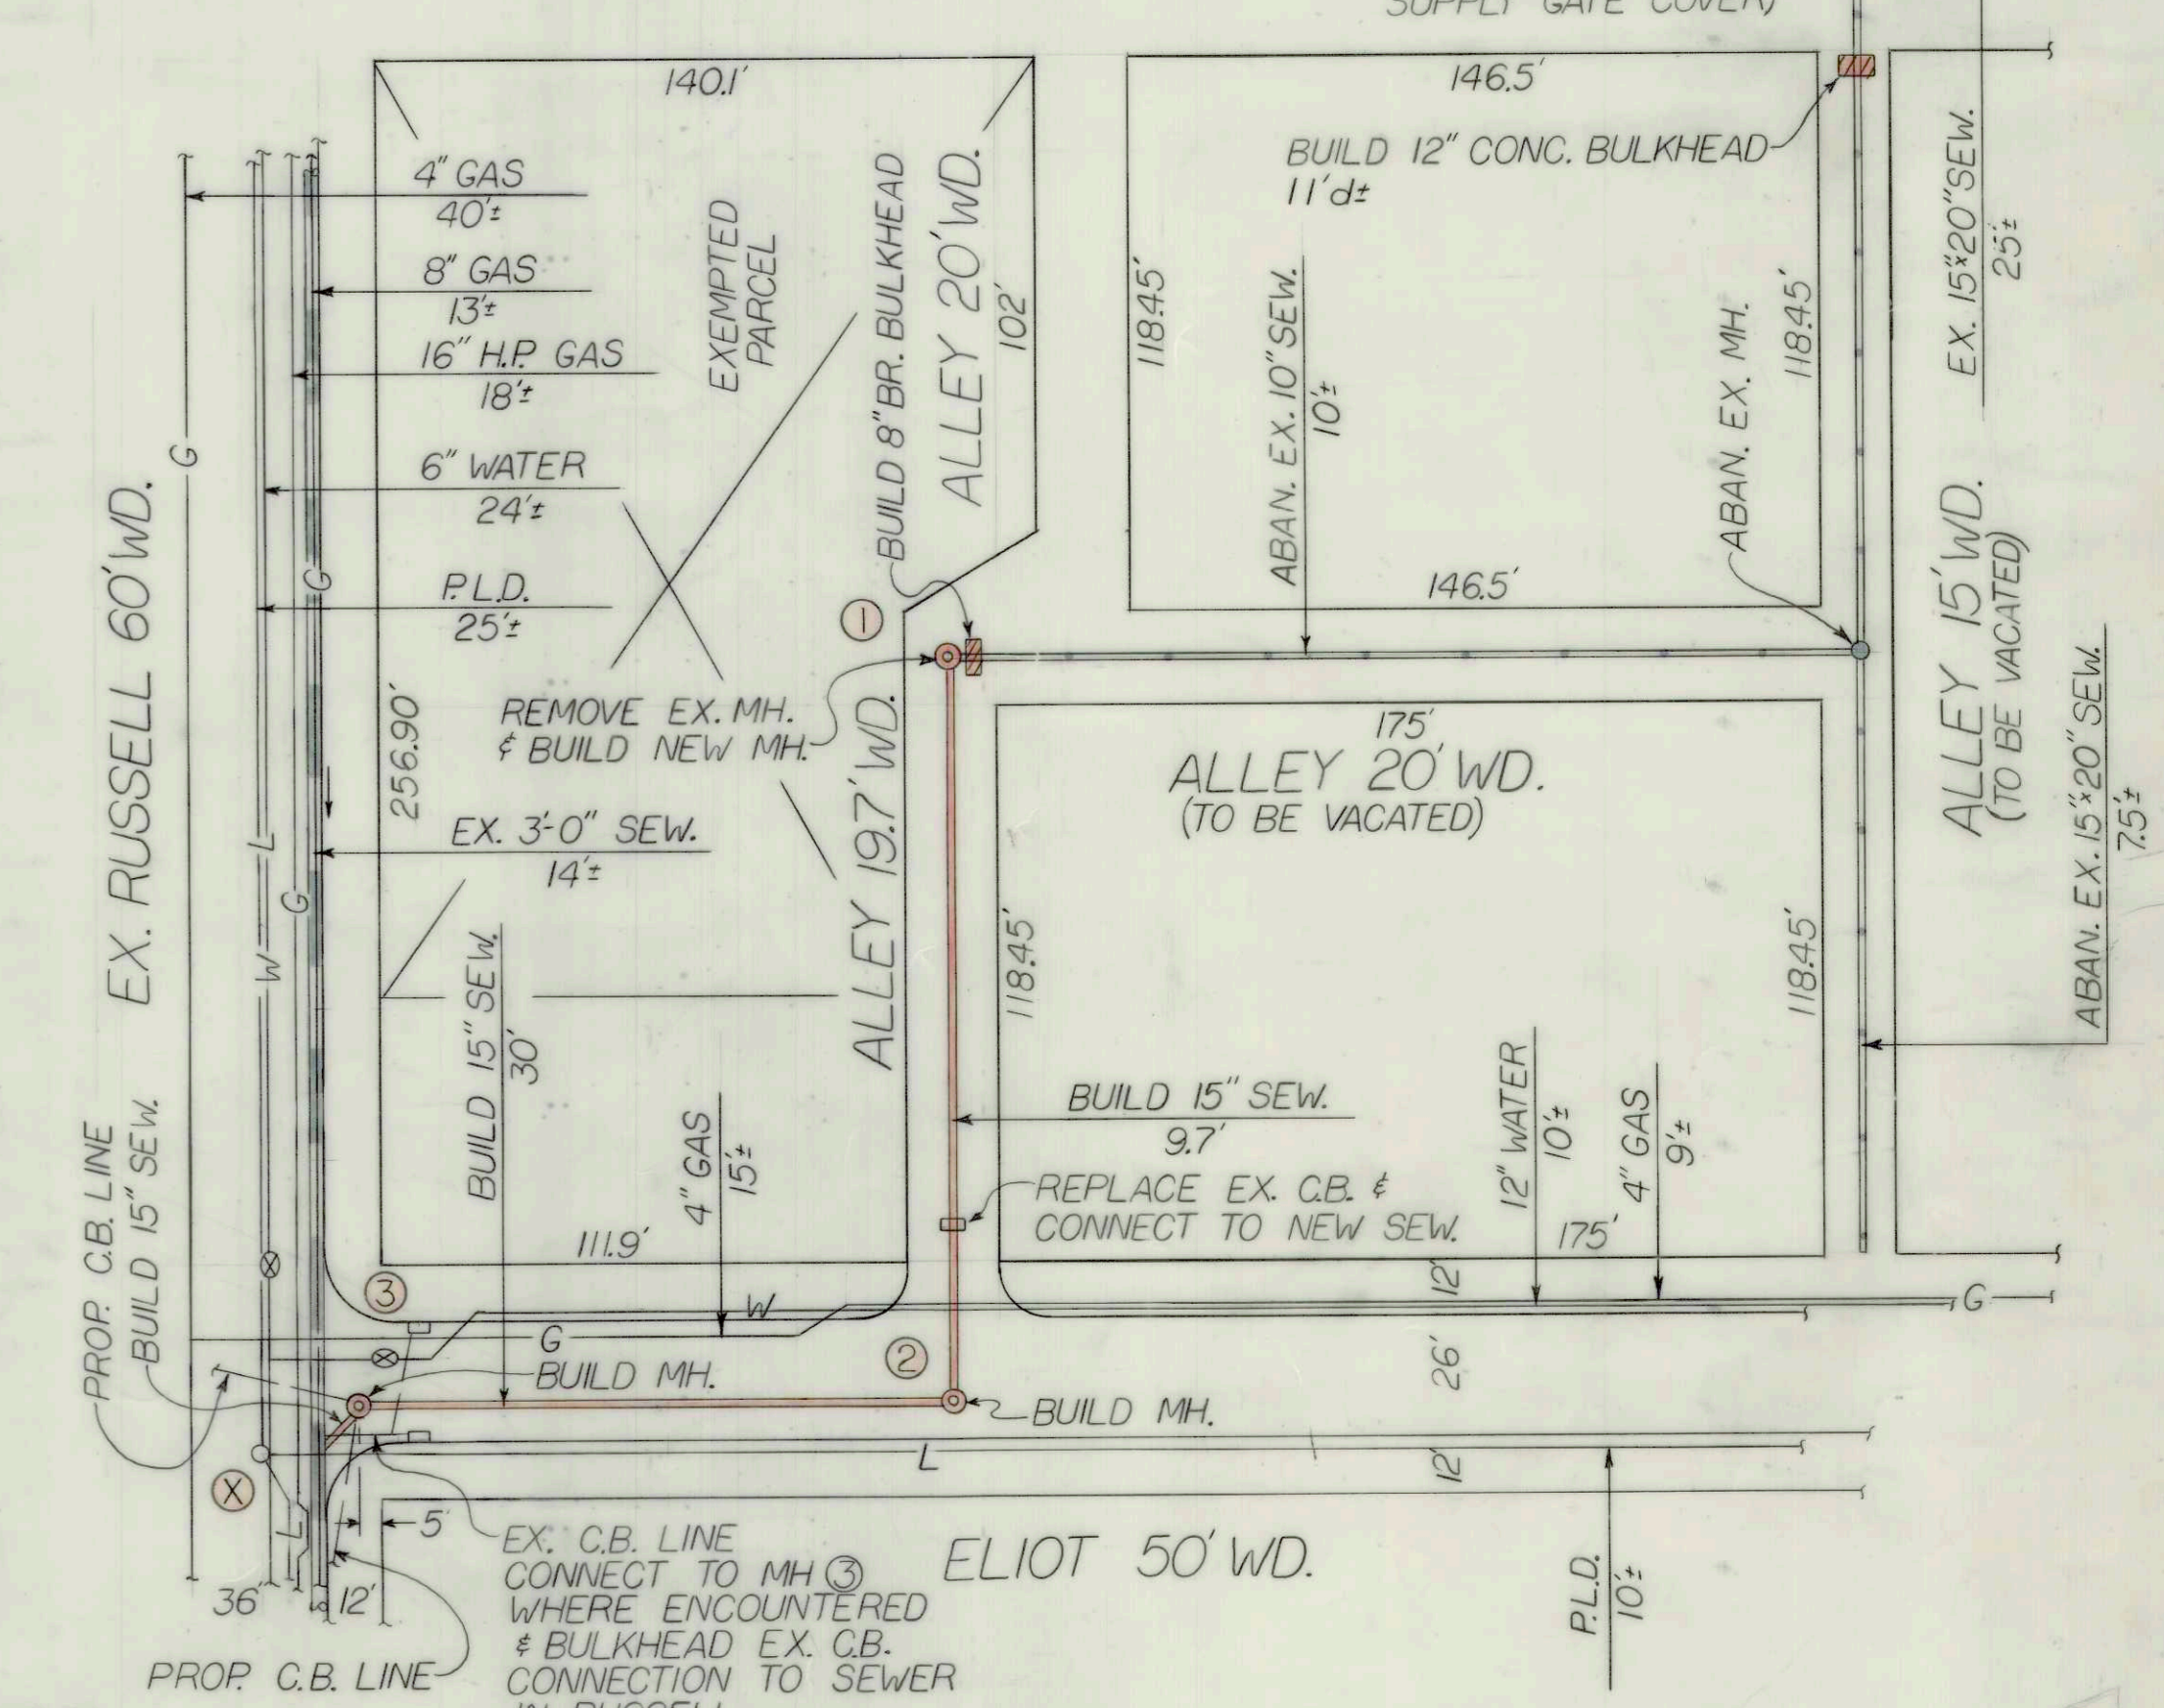 SUPPLY GATE COVER)
140.1'
146.5'
BUILD 12" CONC. BULKHEAD
11'd±
4" GAS
40'±
8" GAS
13'±
16" H.P. GAS
18'±
6" WATER
24'±
P.L.D.
25'±
EXEMPTED
PARCEL
BUILD 8" BR. BULKHEAD
ALLEY 20' WD.
102'
118.45'
ABAN. EX. 10" SEW.
10'±
ABAN. EX. MH.
118.45'
EX. 15"x20" SEW.
25'±
G
EX. RUSSELL 60' WD.
G
146.5'
1
ALLEY 15' WD.
(TO BE VACATED)
REMOVE EX. MH.
& BUILD NEW MH.
256.90'
175'
ALLEY 20' WD.
(TO BE VACATED)
EX. 3'-0" SEW.
14'±
L
G
W
ALLEY 19.7' WD.
118.45'
118.45'
ABAN. EX. 15"x20" SEW.
7.5'±
BUILD 15" SEW.
30'
4" GAS
15'±
BUILD 15" SEW.
9.7'
REPLACE EX. C.B. &
CONNECT TO NEW SEW.
12" WATER
10'±
4" GAS
9'±
175'
PROP. C.B. LINE
BUILD 15" SEW.
111.9'
3
W
G
12'
G
2
26'
BUILD MH.
BUILD MH.
L
12'
X
L
5'
EX. C.B. LINE
CONNECT TO MH 3
WHERE ENCOUNTERED
& BULKHEAD EX. C.B.
CONNECTION TO SEWER
IN RUSSELL
ELIOT 50' WD.
P.L.D.
10'±
36'
12'
PROP. C.B. LINE